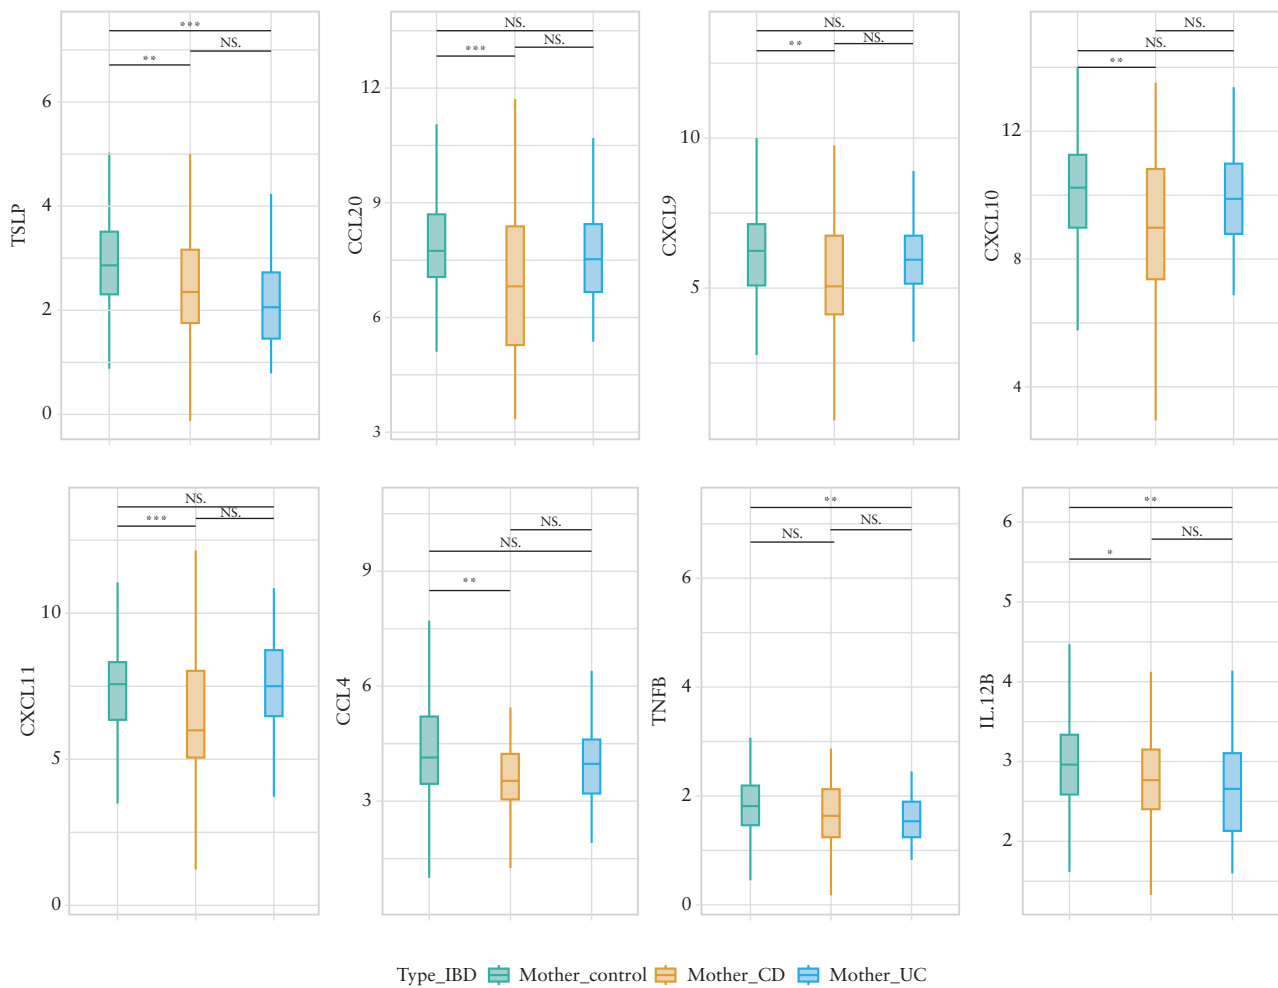 ***
NS.
**
6
4
2
0
TSLP
NS.
NS.
***
12
9
6
3
CCL20
NS.
NS.
**
10
5
CXCL9
NS.
NS.
**
12
8
4
CXCL10
NS.
NS.
***
10
5
0
CXCL11
NS.
NS.
**
9
6
3
CCL4
**
NS.
NS.
6
4
2
0
TNFB
**
NS.
*
6
5
4
3
2
IL.12B
Type_IBD Mother_control Mother_CD Mother_UC